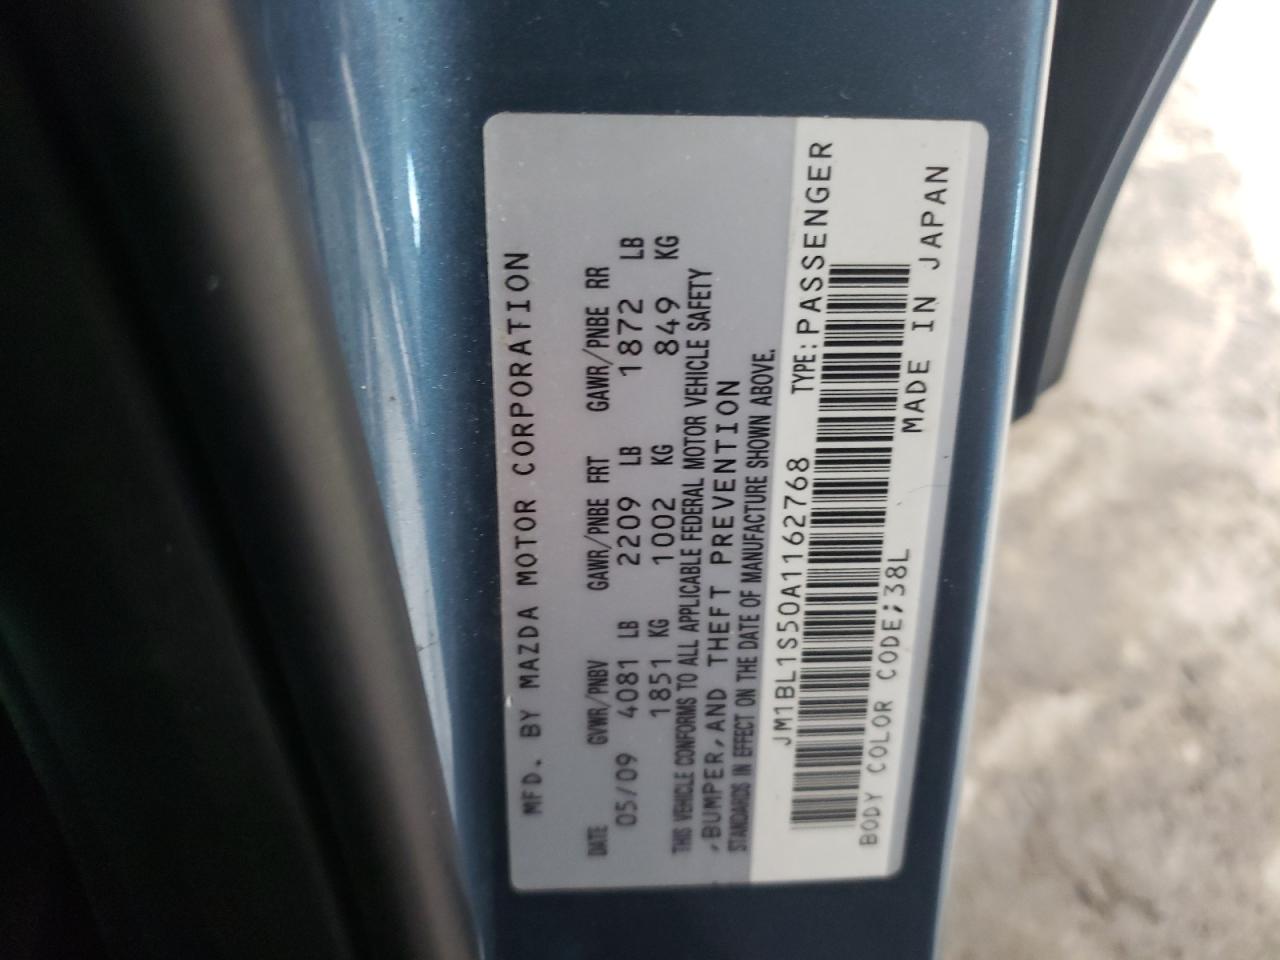 MFD. BY MAZDA MOTOR CORPORATION
DATE GVWR/PNBV GAWR/PNBE FRT GAWR/PNBE RR
05/09 4081 LB 2209 LB 1872 LB
1851 KG 1002 KG 849 KG
THIS VEHICLE CONFORMS TO ALL APPLICABLE FEDERAL MOTOR VEHICLE SAFETY
,BUMPER,AND THEFT PREVENTION
STANDARDS IN EFFECT ON THE DATE OF MANUFACTURE SHOWN ABOVE.
JM1BL1S50A1162768 TYPE:PASSENGER
BODY COLOR CODE;38L MADE IN JAPAN